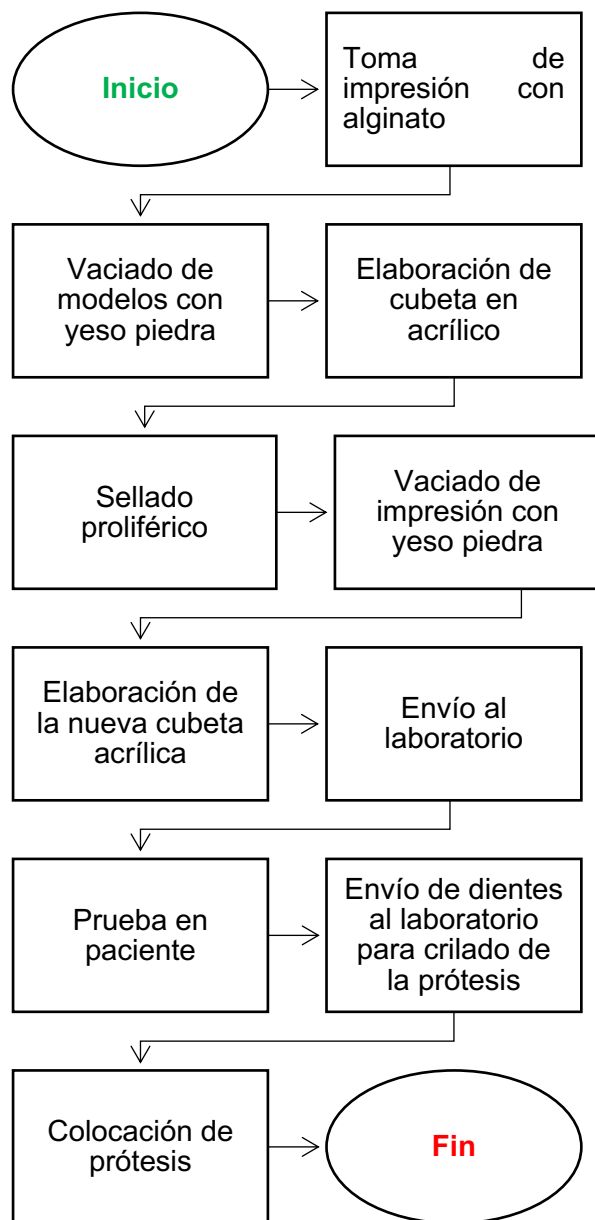 Inicio
Toma de
impresión con
alginato
Vaciado de
modelos con
yeso piedra
Elaboración de
cubeta en
acrílico
Sellado
proliférico
Vaciado de
impresión con
yeso piedra
Elaboración de
la nueva cubeta
acrílica
Envío al
laboratorio
Prueba en
paciente
Envío de dientes
al laboratorio
para crilado de
la prótesis
Colocación de
prótesis
Fin